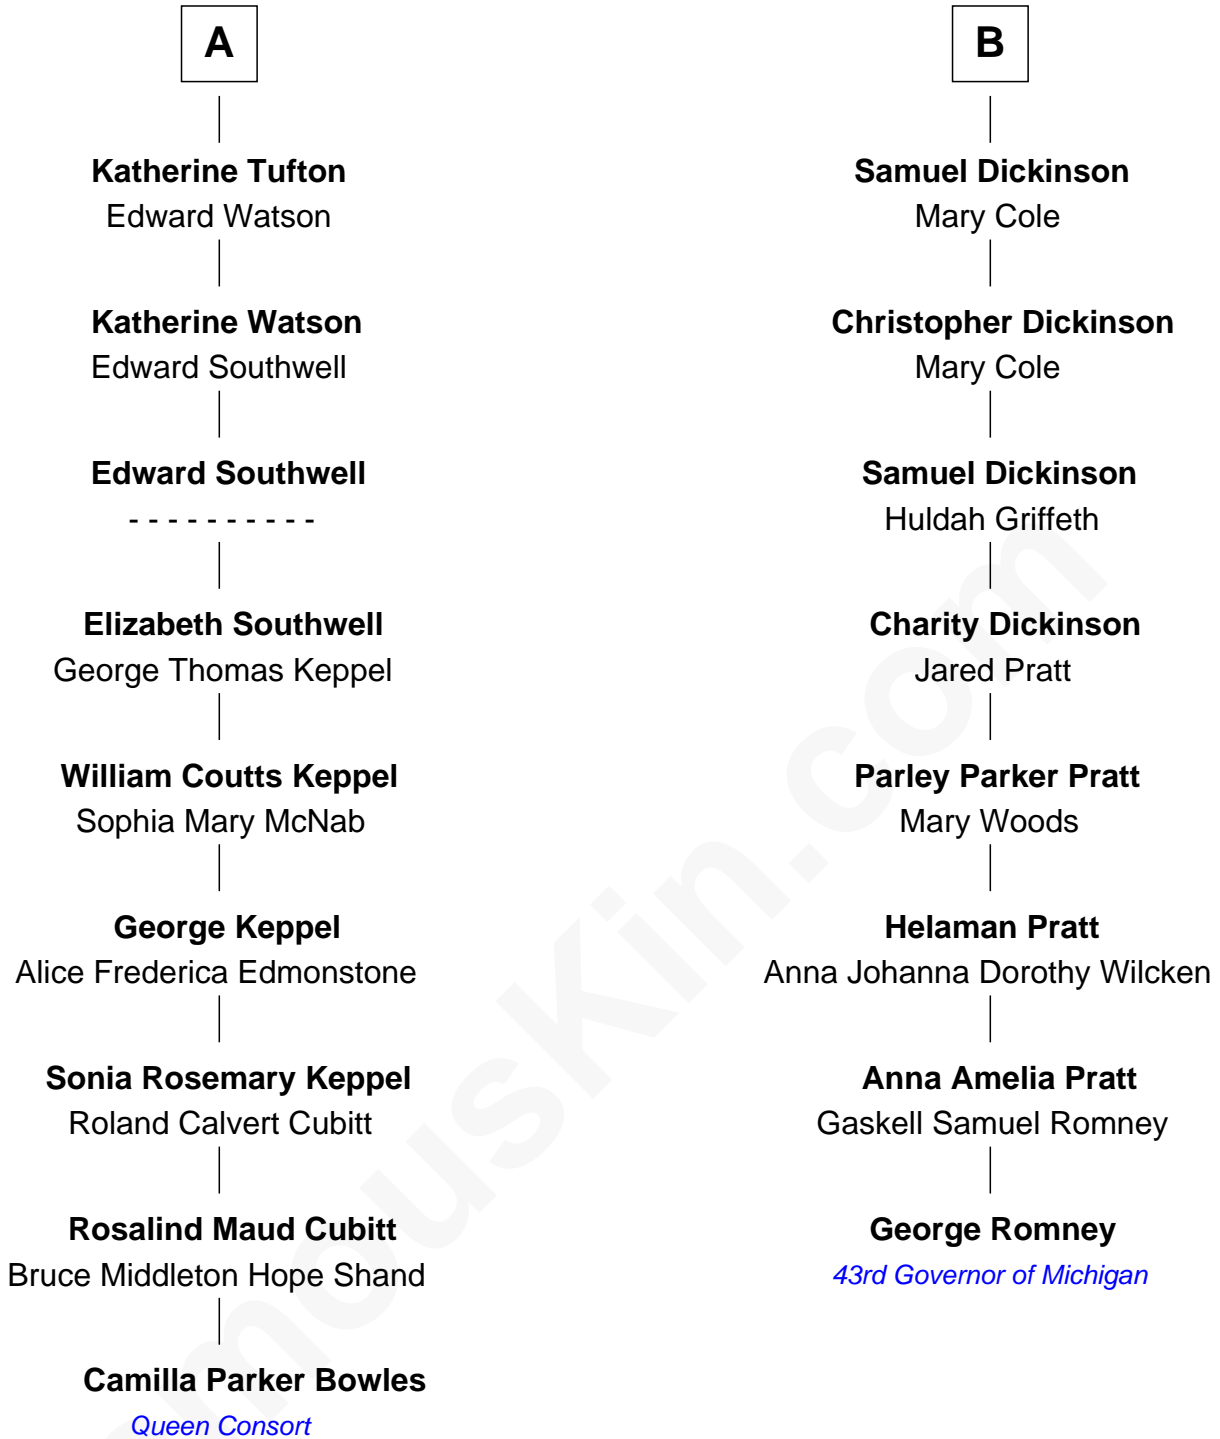 A
Katherine Tufton
Edward Watson
Katherine Watson
Edward Southwell
Edward Southwell
- - - - - - - - - -
Elizabeth Southwell
George Thomas Keppel
William Coutts Keppel
Sophia Mary McNab
George Keppel
Alice Frederica Edmonstone
Sonia Rosemary Keppel
Roland Calvert Cubitt
Rosalind Maud Cubitt
Bruce Middleton Hope Shand
Camilla Parker Bowles
Queen Consort
B
Samuel Dickinson
Mary Cole
Christopher Dickinson
Mary Cole
Samuel Dickinson
Huldah Griffeth
Charity Dickinson
Jared Pratt
Parley Parker Pratt
Mary Woods
Helaman Pratt
Anna Johanna Dorothy Wilcken
Anna Amelia Pratt
Gaskell Samuel Romney
George Romney
43rd Governor of Michigan
omousKin.com